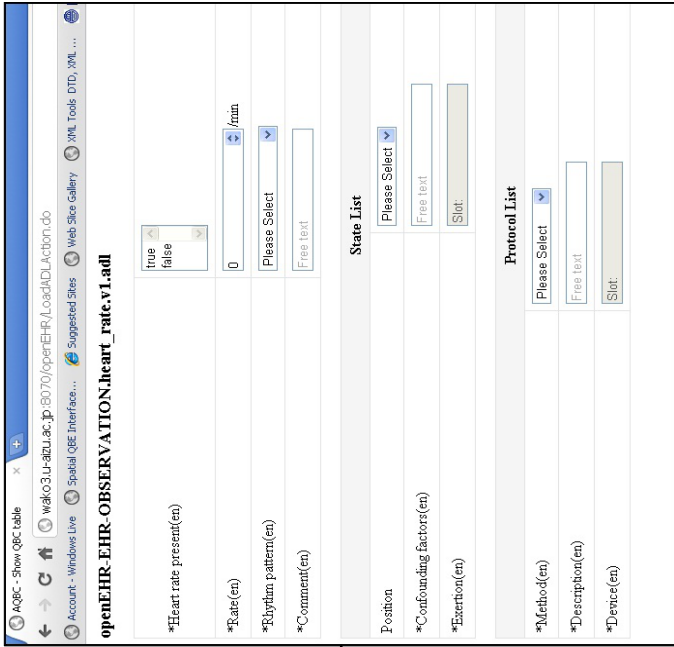 AQBC - Show QBC table
wako3.u-aizu.ac.jp:8070/openEHR/LoadADLAction.do
Account - Windows Live Spatial QBE Interface... Suggested Sites Web Slice Gallery XML Tools DTD, XML ...
openEHR-EHR-OBSERVATION.heart_rate.v1.adl
*Heart rate present(en) true
false
*Rate(en) 0 /min
*Rhythm pattern(en) Please Select
*Comment(en) Free text
State List
Position Please Select
*Confounding factors(en) Free text
*Exertion(en) Slot:
Protocol List
*Method(en) Please Select
*Description(en) Free text
*Device(en) Slot: